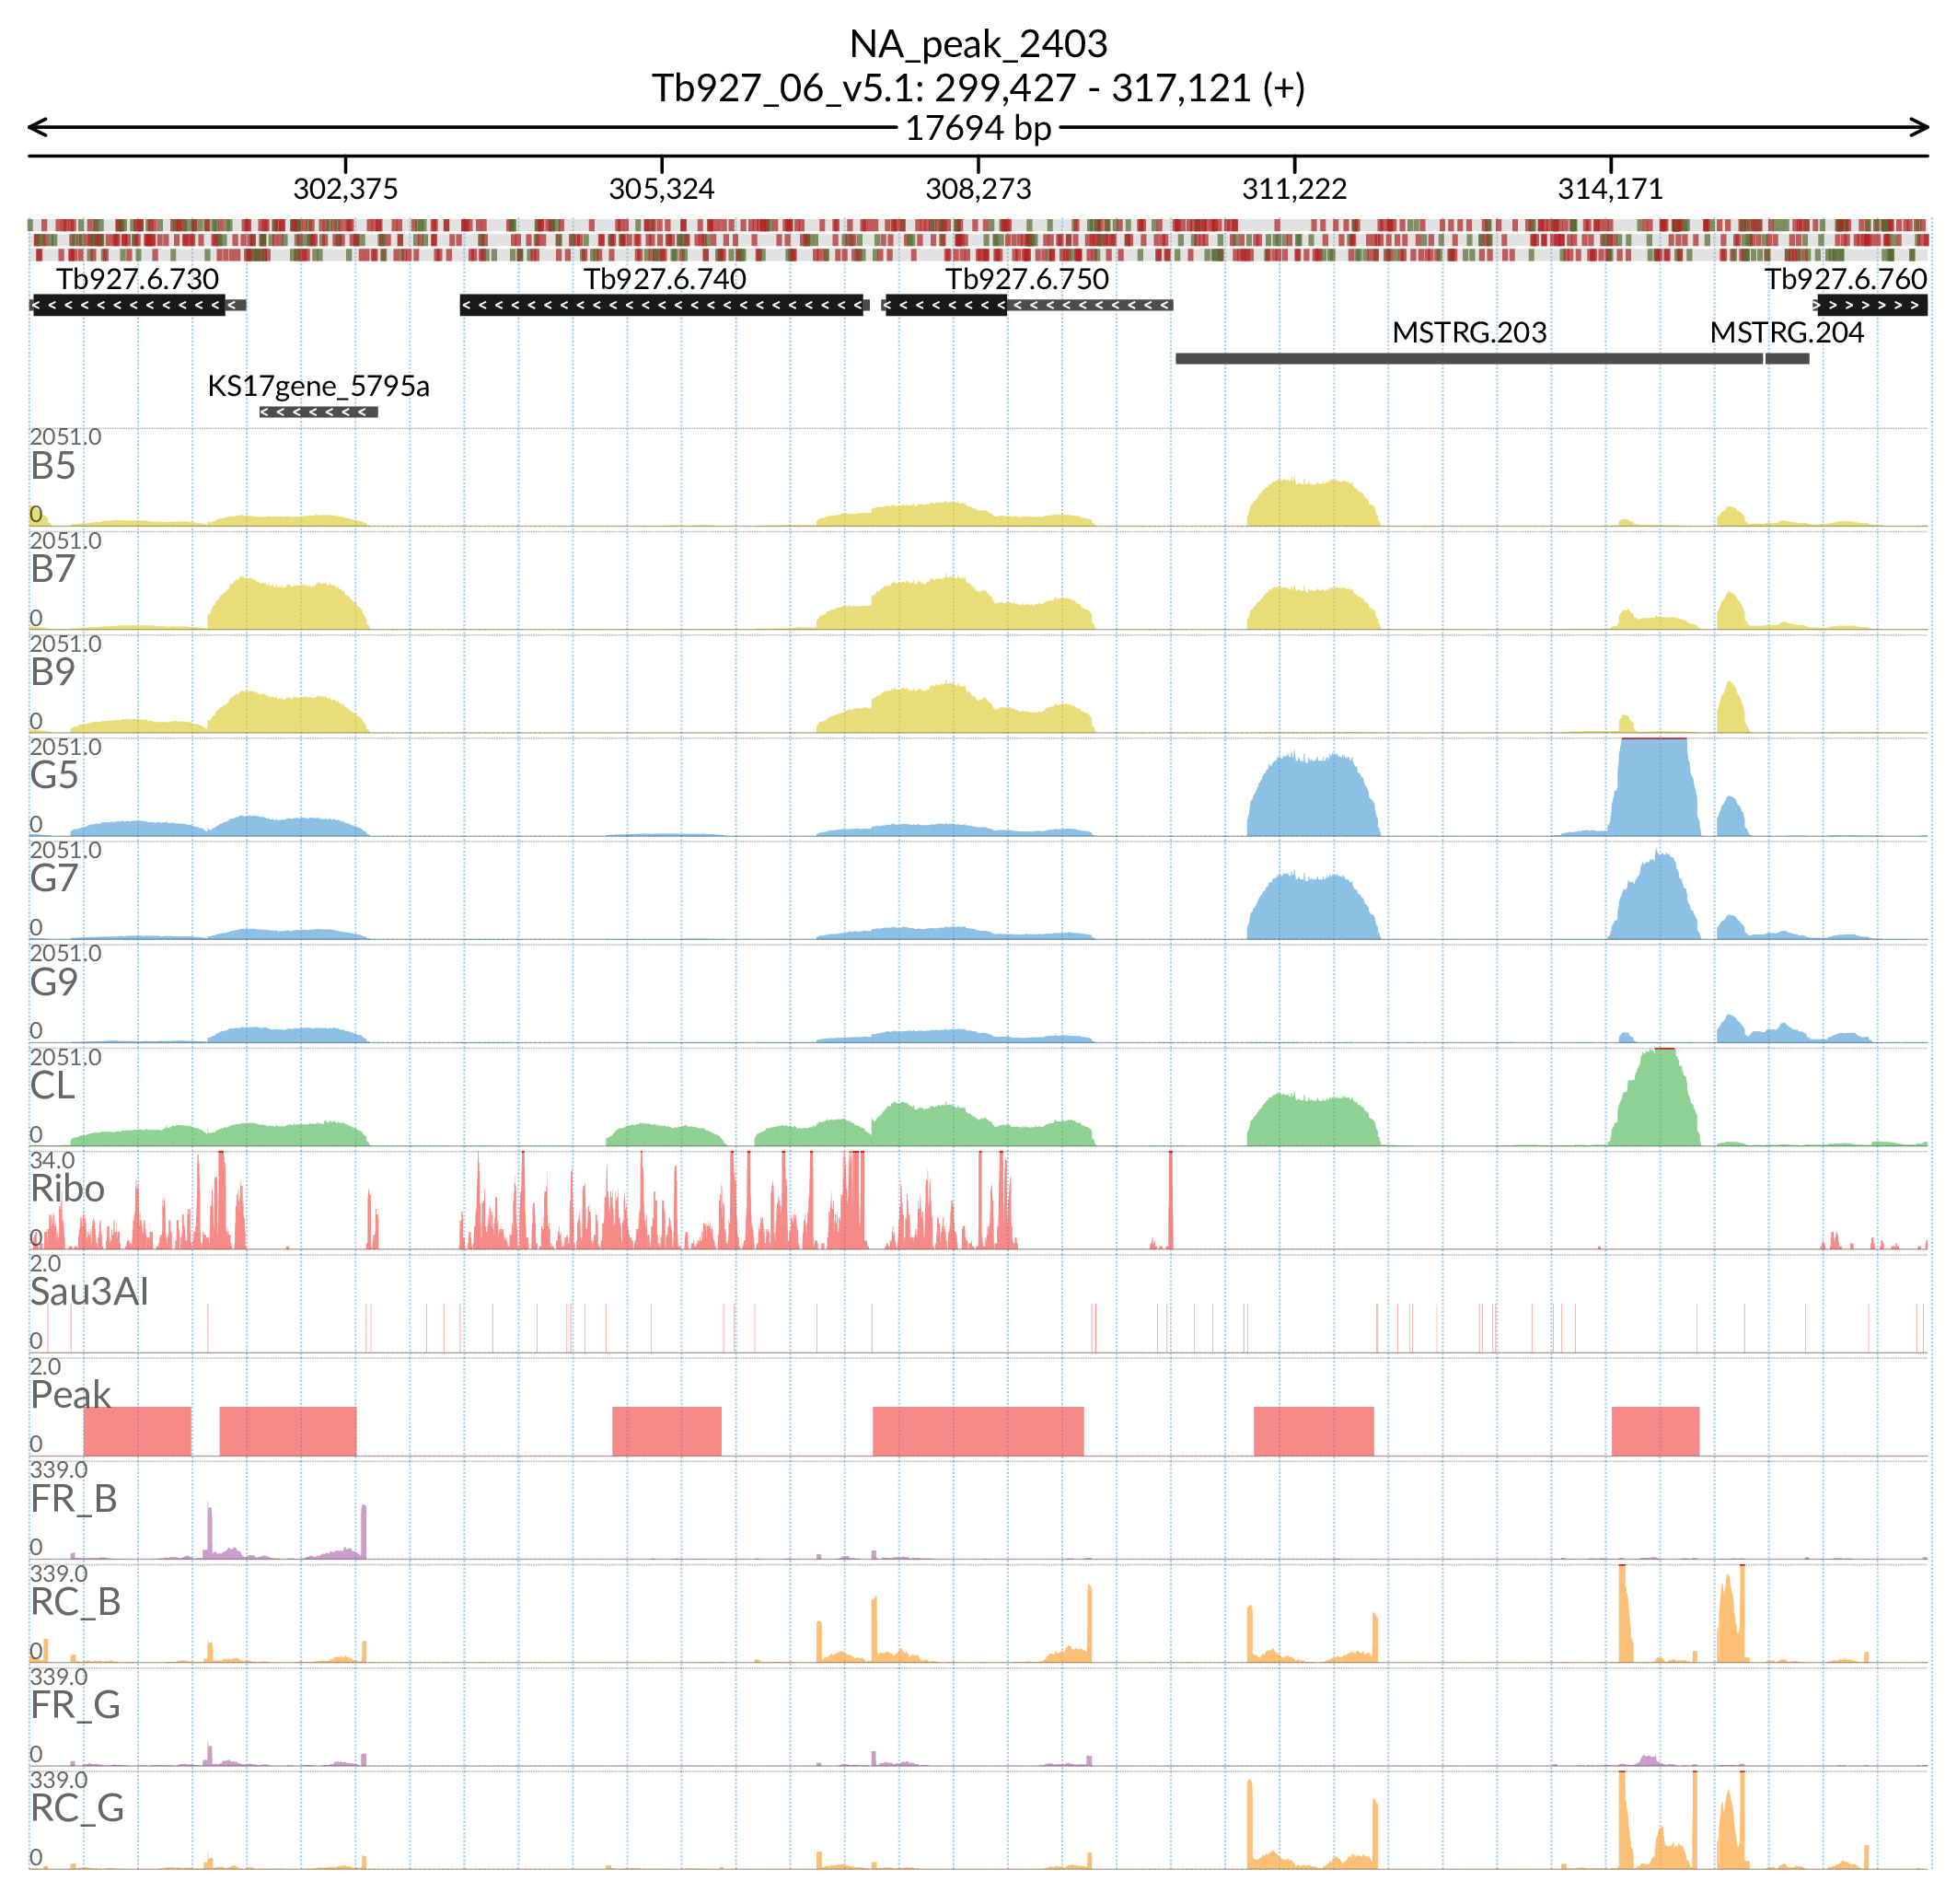 NA_peak_2403
Tb927_06_v5.1: 299,427 - 317,121 (+)
17694 bp
302,375 305,324 308,273 311,222 314,171
Tb927.6.730 Tb927.6.740 Tb927.6.750 Tb927.6.760
MSTRG.203 MSTRG.204
KS17gene_5795a
2051.0
B5
0
2051.0
B7
0
2051.0
B9
0
2051.0
G5
0
2051.0
G7
0
2051.0
G9
0
2051.0
CL
0
34.0
Ribo
0
2.0
Sau3AI
0
2.0
Peak
0
339.0
FR_B
0
339.0
RC_B
0
339.0
FR_G
0
339.0
RC_G
0